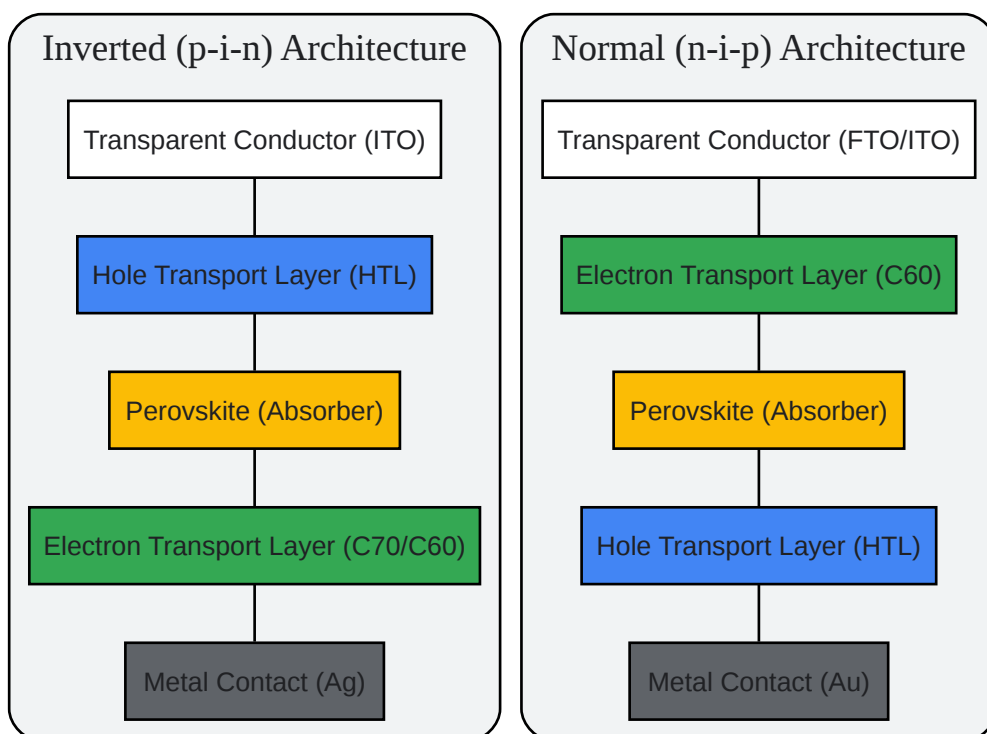 Inverted (p-i-n) Architecture
Transparent Conductor (ITO)
Hole Transport Layer (HTL)
Perovskite (Absorber)
Electron Transport Layer (C70/C60)
Metal Contact (Ag)
Normal (n-i-p) Architecture
Transparent Conductor (FTO/ITO)
Electron Transport Layer (C60)
Perovskite (Absorber)
Hole Transport Layer (HTL)
Metal Contact (Au)